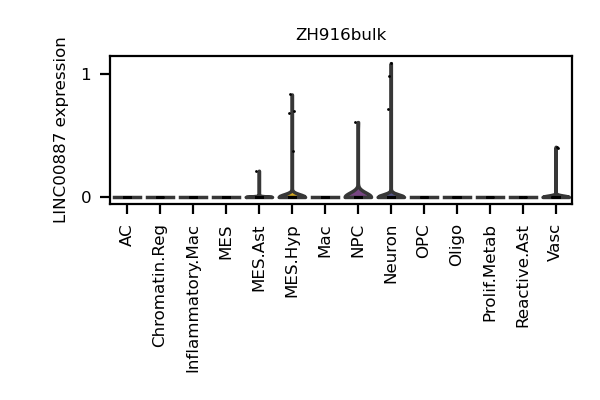 ZH916bulk
LINC00887 expression
1
0
AC
Chromatin.Reg
Inflammatory.Mac
MES
MES.Ast
MES.Hyp
Mac
NPC
Neuron
OPC
Oligo
Prolif.Metab
Reactive.Ast
Vasc